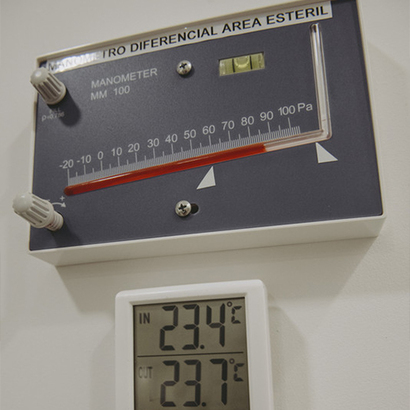 TRO DIFERENCIAL AREA ESTERIL
MANOMETER
MM 100
-20 -10 0 10 20 30 40 50 60 70 80 90 100 Pa
IN 23.4°C
OUT 23.7°C